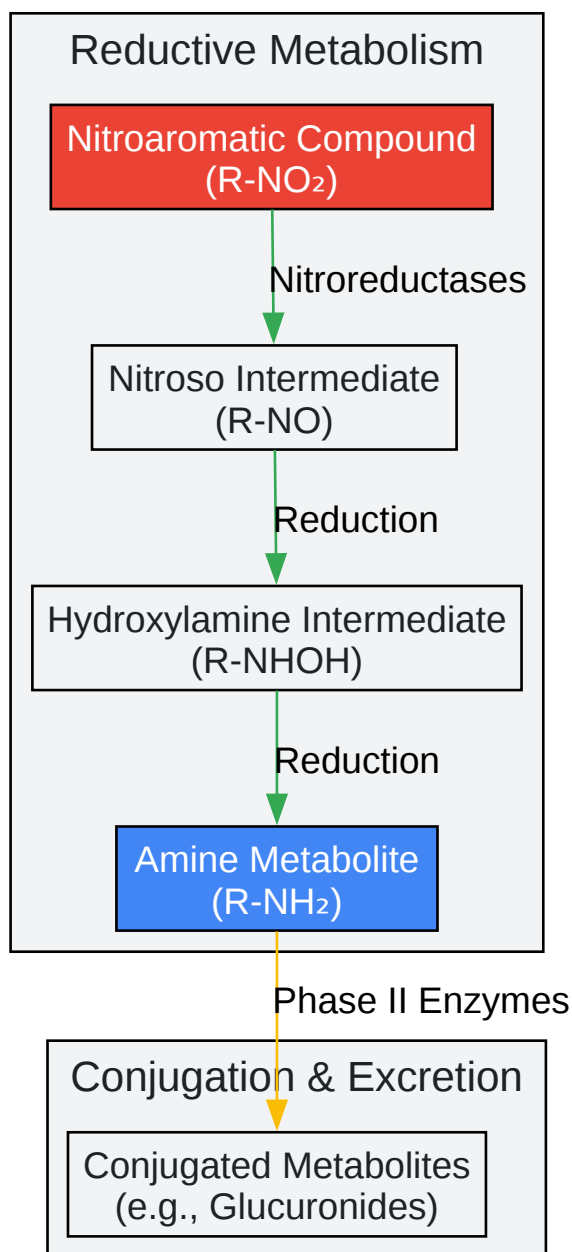 Reductive Metabolism
Nitroaromatic Compound
(R-NO₂)
Nitroreductases
Nitroso Intermediate
(R-NO)
Reduction
Hydroxylamine Intermediate
(R-NHOH)
Reduction
Amine Metabolite
(R-NH₂)
Phase II Enzymes
Conjugation & Excretion
Conjugated Metabolites
(e.g., Glucuronides)